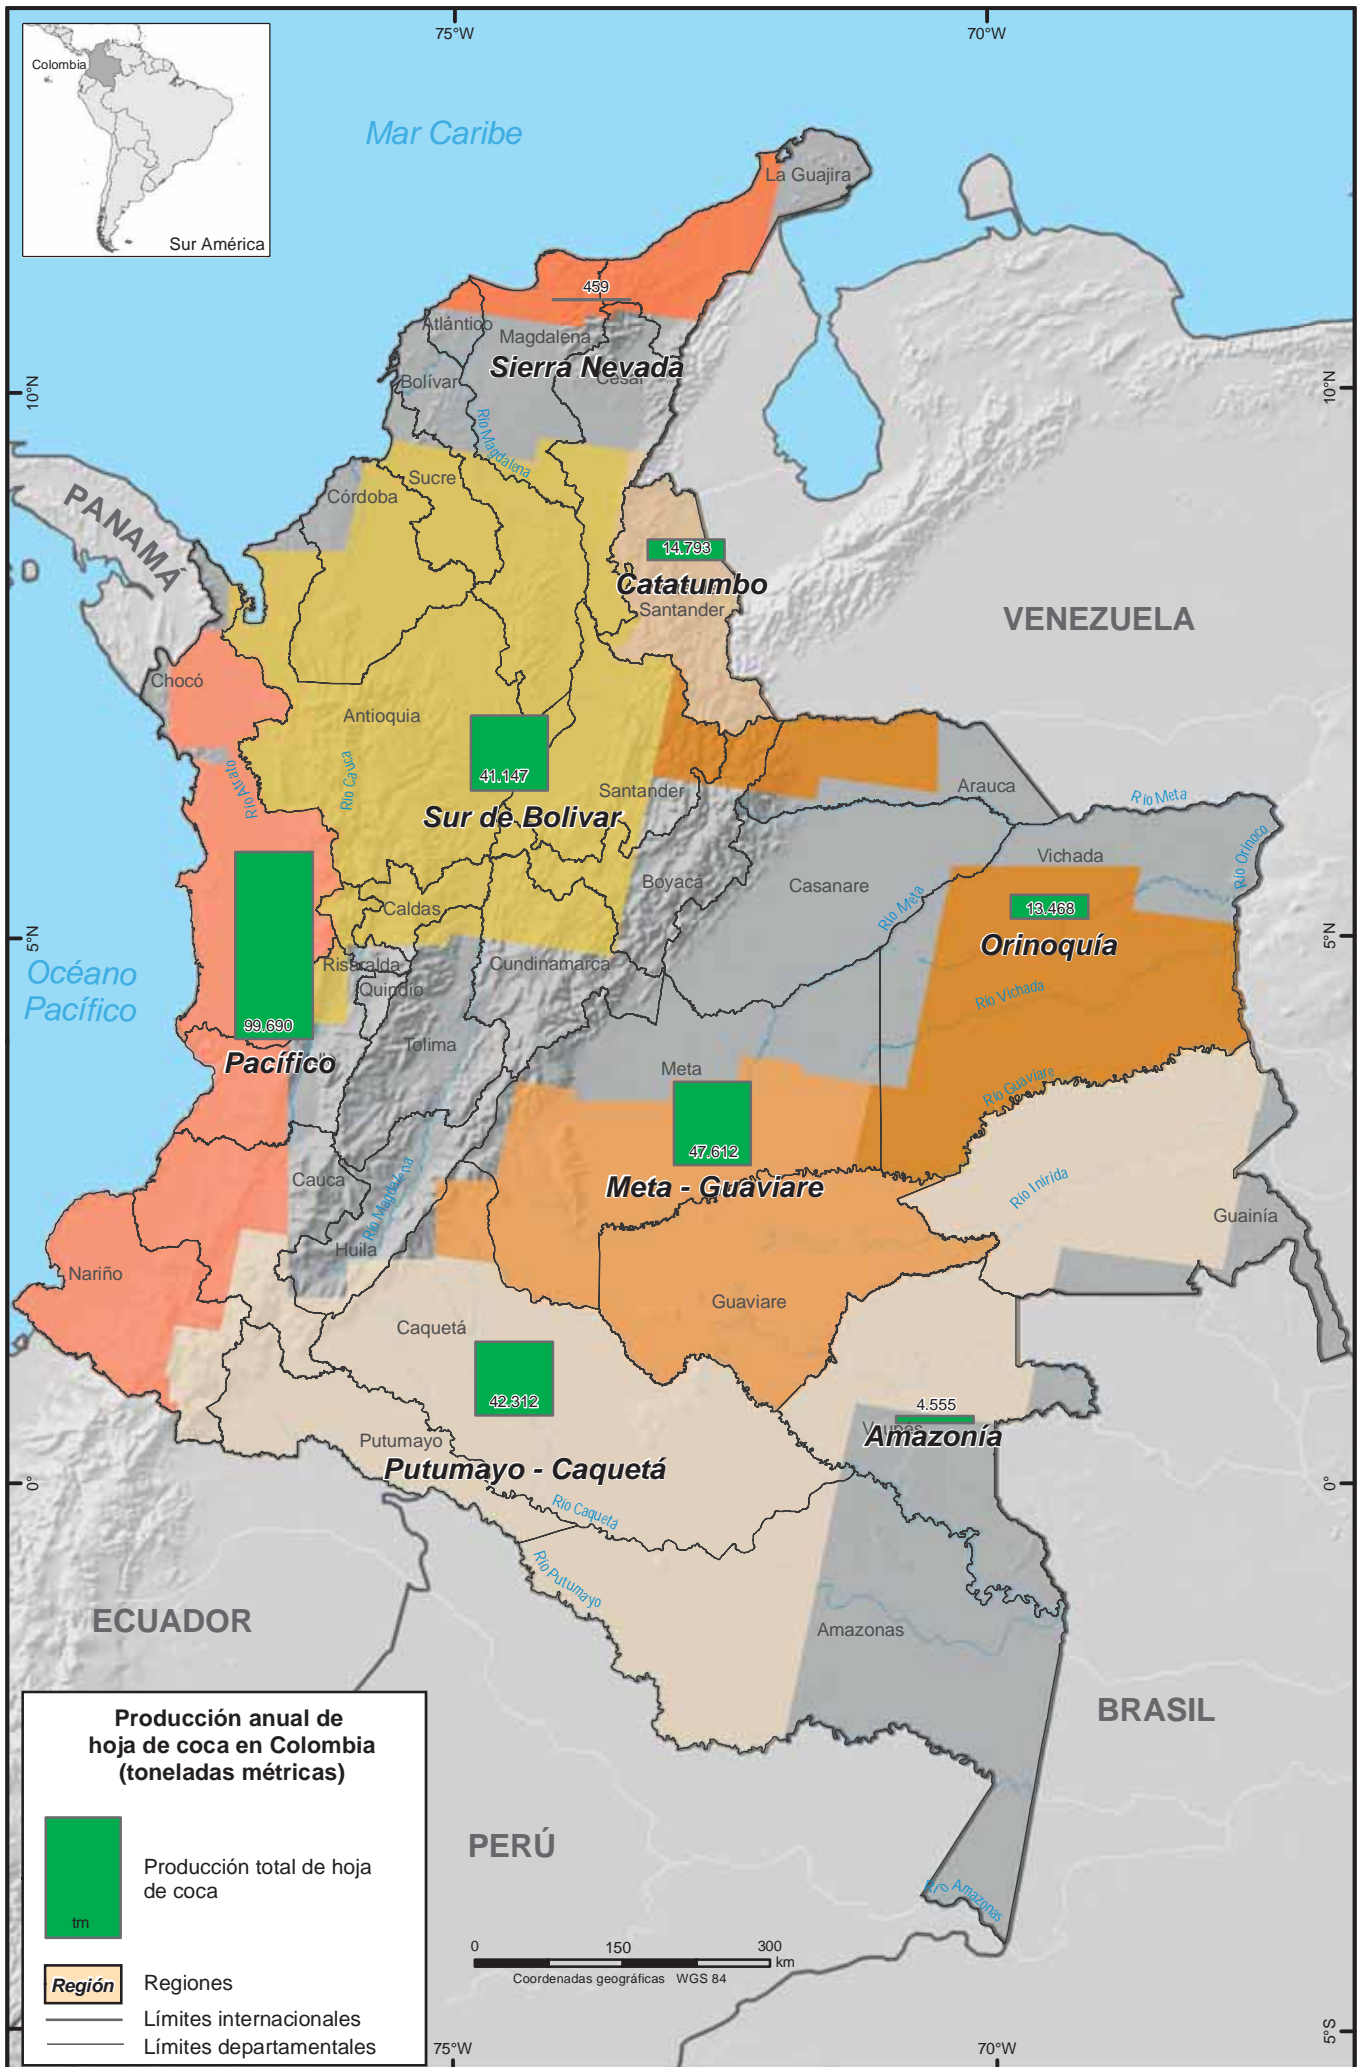 75°W
70°W
Colombia
Sur América
Mar Caribe
La Guajira
459
Atlántico
Magdalena
Sierra Nevada
Cesar
Bolívar
10°N
10°N
Río Magdalena
Sucre
Córdoba
PANAMÁ
14.793
Catatumbo
Santander
VENEZUELA
Chocó
Antioquia
Río Cauca
Río Atrato
41.147
Santander
Sur de Bolivar
Arauca
Río Meta
Río Orinoco
Vichada
Boyacá
Casanare
Caldas
Río Meta
13.468
Orinoquía
5°N
5°N
Océano
Pacífico
Risaralda
Quindío
Cundinamarca
Río Vichada
99.690
Pacífico
Tolima
Meta
Río Guaviare
47.612
Meta - Guaviare
Cauca
Río Magdalena
Río Inírida
Guainía
Huila
Nariño
Guaviare
Caquetá
42.312
4.555
Vaupés
Amazonía
Putumayo
Putumayo - Caquetá
0°
0°
Río Caquetá
Río Putumayo
ECUADOR
Amazonas
BRASIL
PERÚ
Río Amazonas
Producción anual de
hoja de coca en Colombia
(toneladas métricas)
Producción total de hoja
de coca
tm
Región
Regiones
Límites internacionales
Límites departamentales
0 150 300
km
Coordenadas geográficas WGS 84
5°S
75°W
70°W